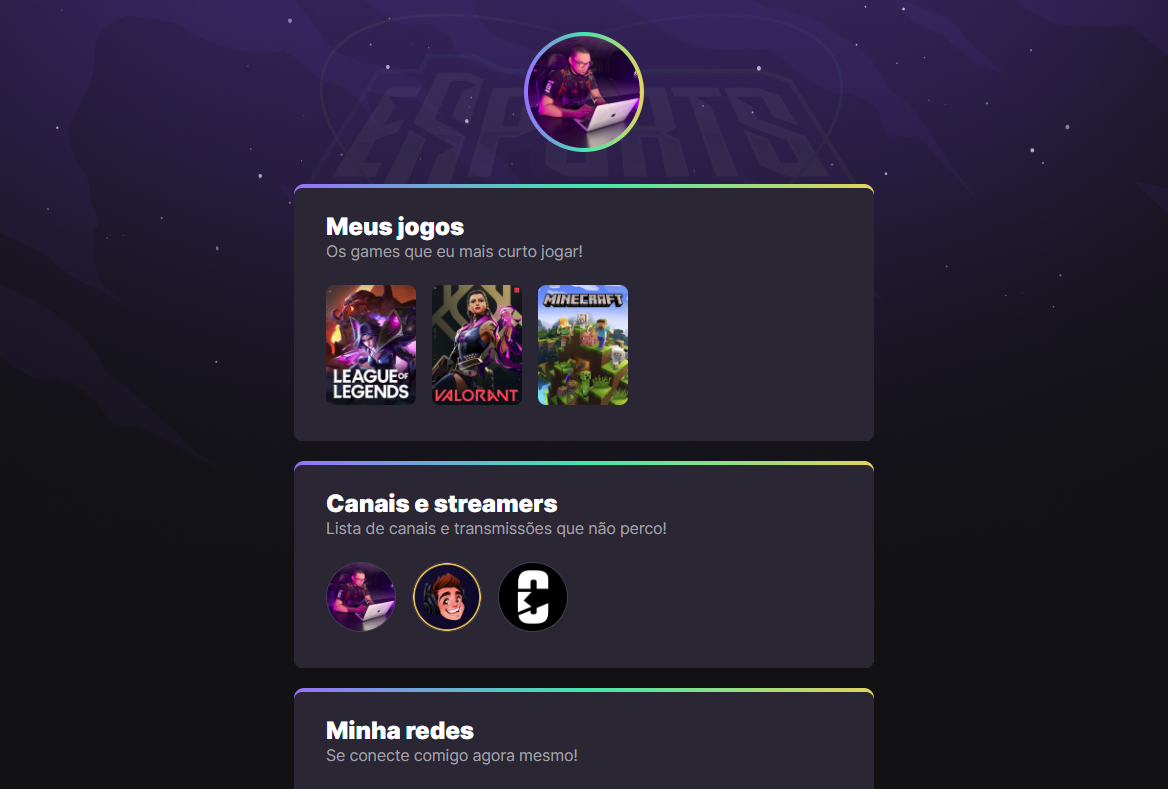 ESPORTS
Meus jogos
Os games que eu mais curto jogar!
LEAGUE OF
LEGENDS
VALORANT
MINECRAFT
Canais e streamers
Lista de canais e transmissões que não perco!
Minha redes
Se conecte comigo agora mesmo!